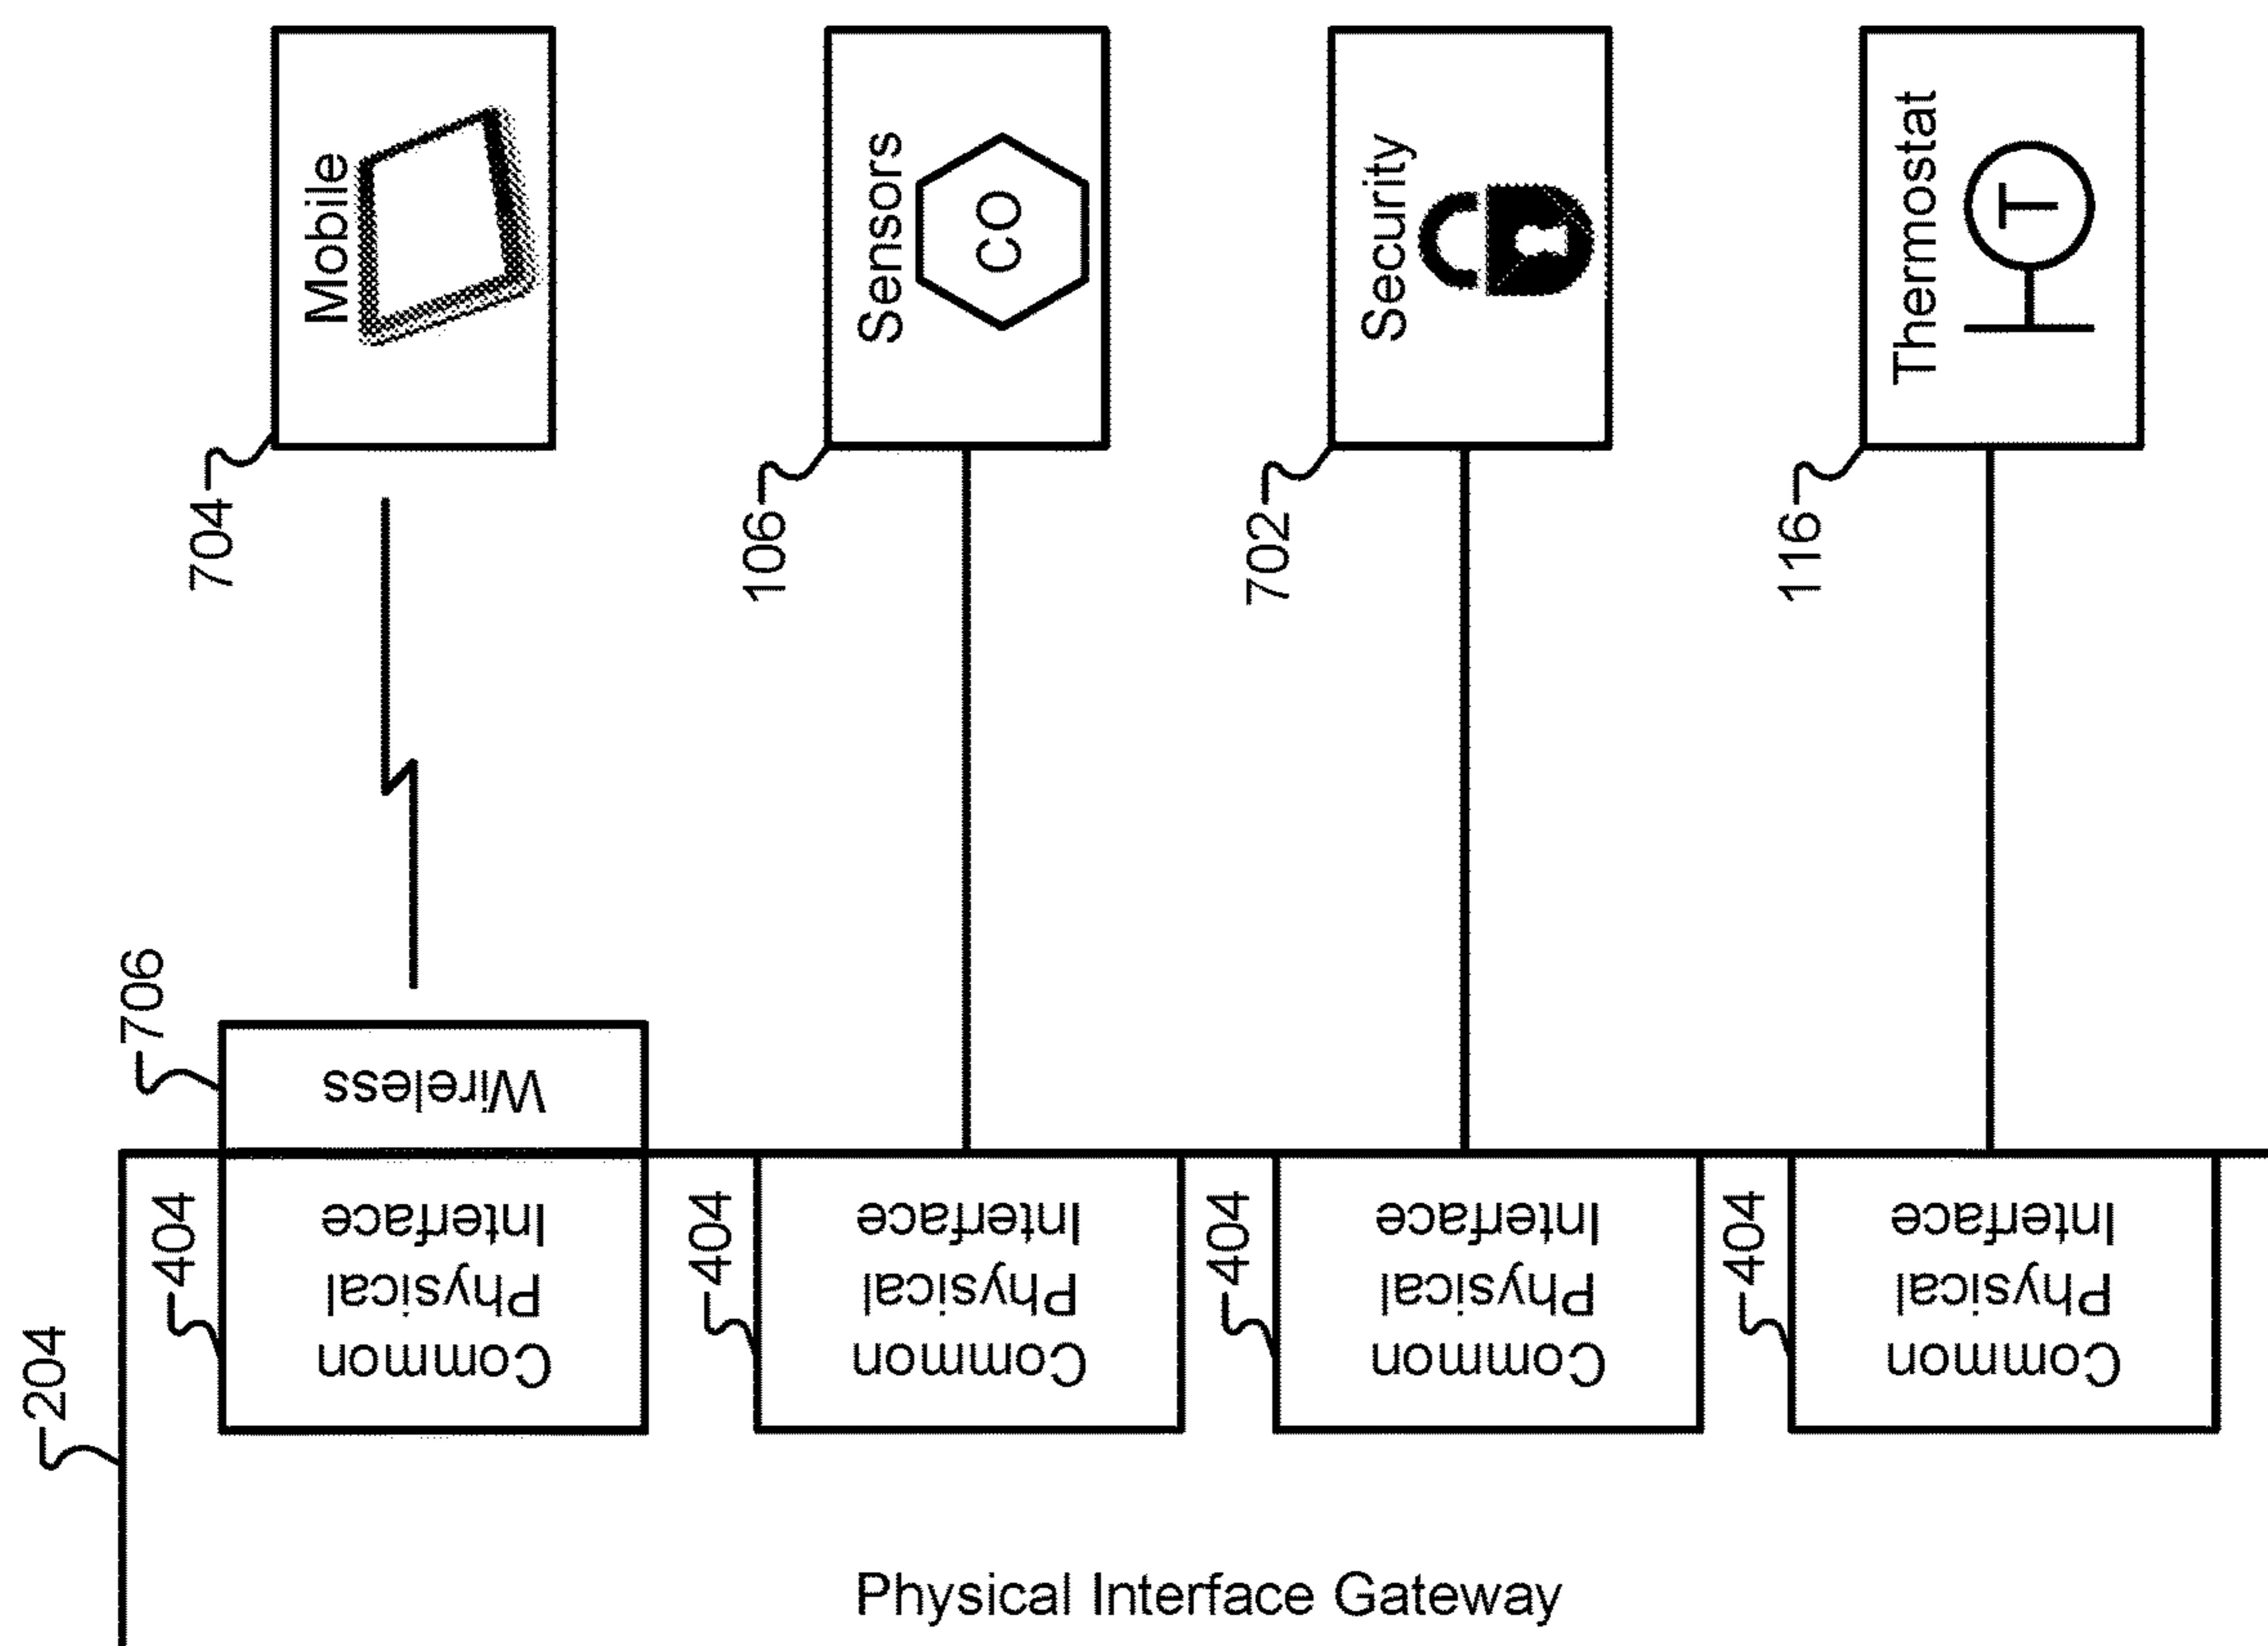 Mobile
704
Sensors
CO
106
Security
702
Thermostat
T
116
706
Wireless
204
404
Common
Physical
Interface
404
Common
Physical
Interface
404
Common
Physical
Interface
404
Common
Physical
Interface
Physical Interface Gateway